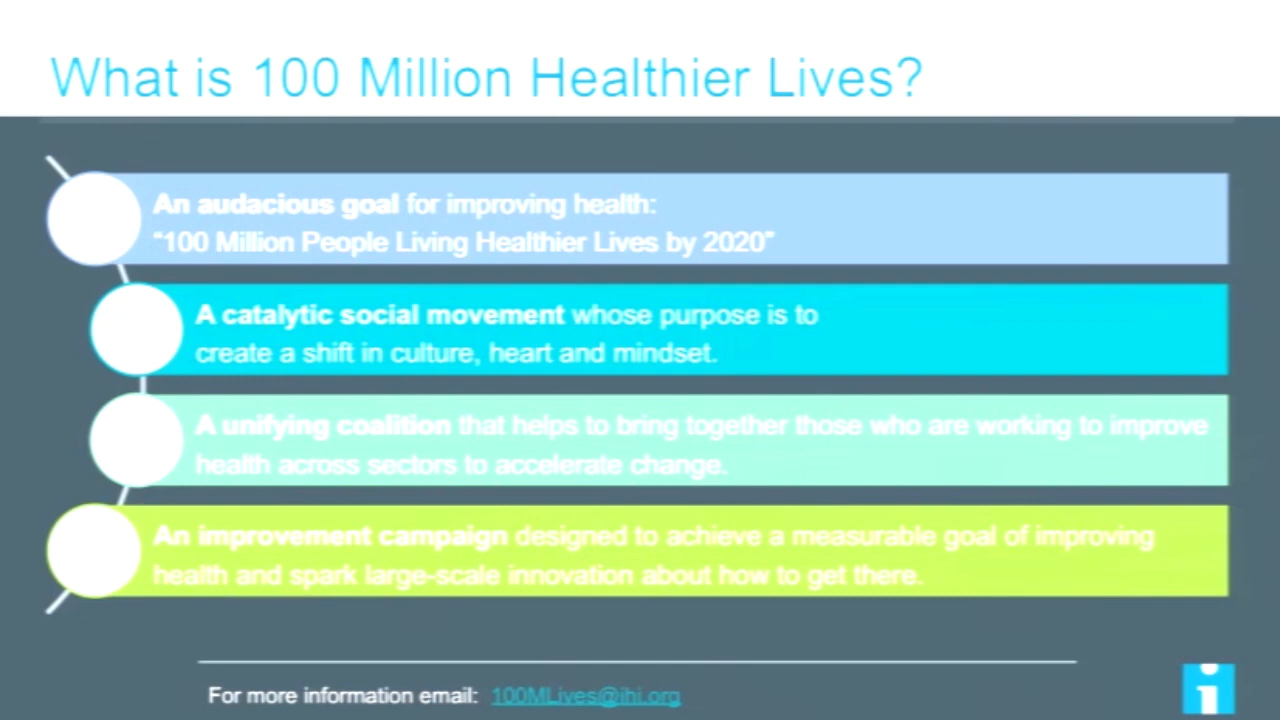 What is 100 Million Healthier Lives?
An audacious goal for improving health:
"100 Million People Living Healthier Lives by 2020"
A catalytic social movement whose purpose is to
create a shift in culture, heart and mindset.
A unifying coalition that helps to bring together those who are working to improve
health across sectors to accelerate change.
An improvement campaign designed to achieve a measurable goal of improving
health and spark large-scale innovation about how to get there.
For more information email: 100MLives@ihi.org